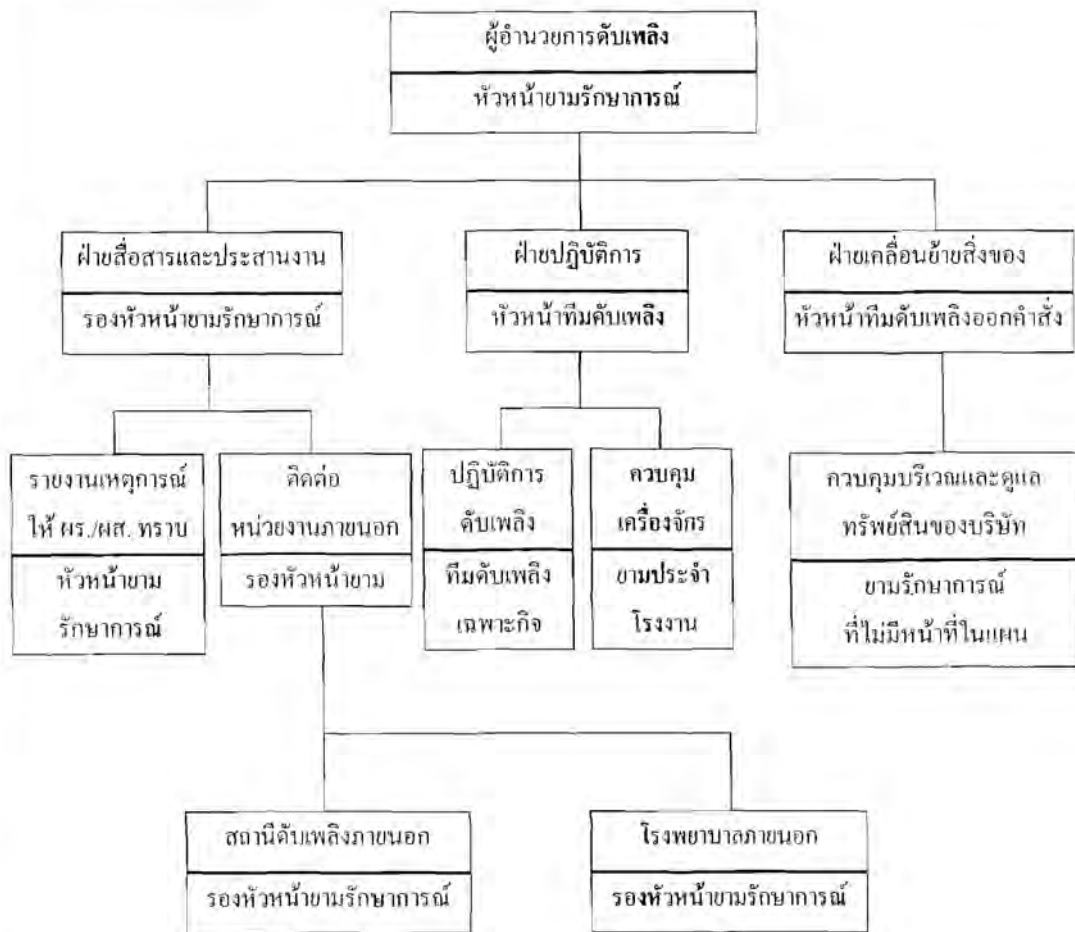 ผู้อำนวยการดับเพลิง
หัวหน้ายามรักษาการณ์
ฝ่ายสื่อสารและประสานงาน
รองหัวหน้ายามรักษาการณ์
ฝ่ายปฏิบัติการ
หัวหน้าทีมดับเพลิง
ฝ่ายเคลื่อนย้ายสิ่งของ
หัวหน้าทีมดับเพลิงออกคำสั่ง
รายงานเหตุการณ์
ให้ ผร./ผส. ทราบ
หัวหน้ายาม
รักษาการณ์
ติดต่อ
หน่วยงานภายนอก
รองหัวหน้ายาม
ปฏิบัติการ
ดับเพลิง
ทีมดับเพลิง
เฉพาะกิจ
ควบคุม
เครื่องจักร
ยามประจำ
โรงงาน
ควบคุมบริเวณและดูแล
ทรัพย์สินของบริษัท
ยามรักษาการณ์
ที่ไม่มีหน้าที่ในแผน
สถานีดับเพลิงภายนอก
รองหัวหน้ายามรักษาการณ์
โรงพยาบาลภายนอก
รองหัวหน้ายามรักษาการณ์